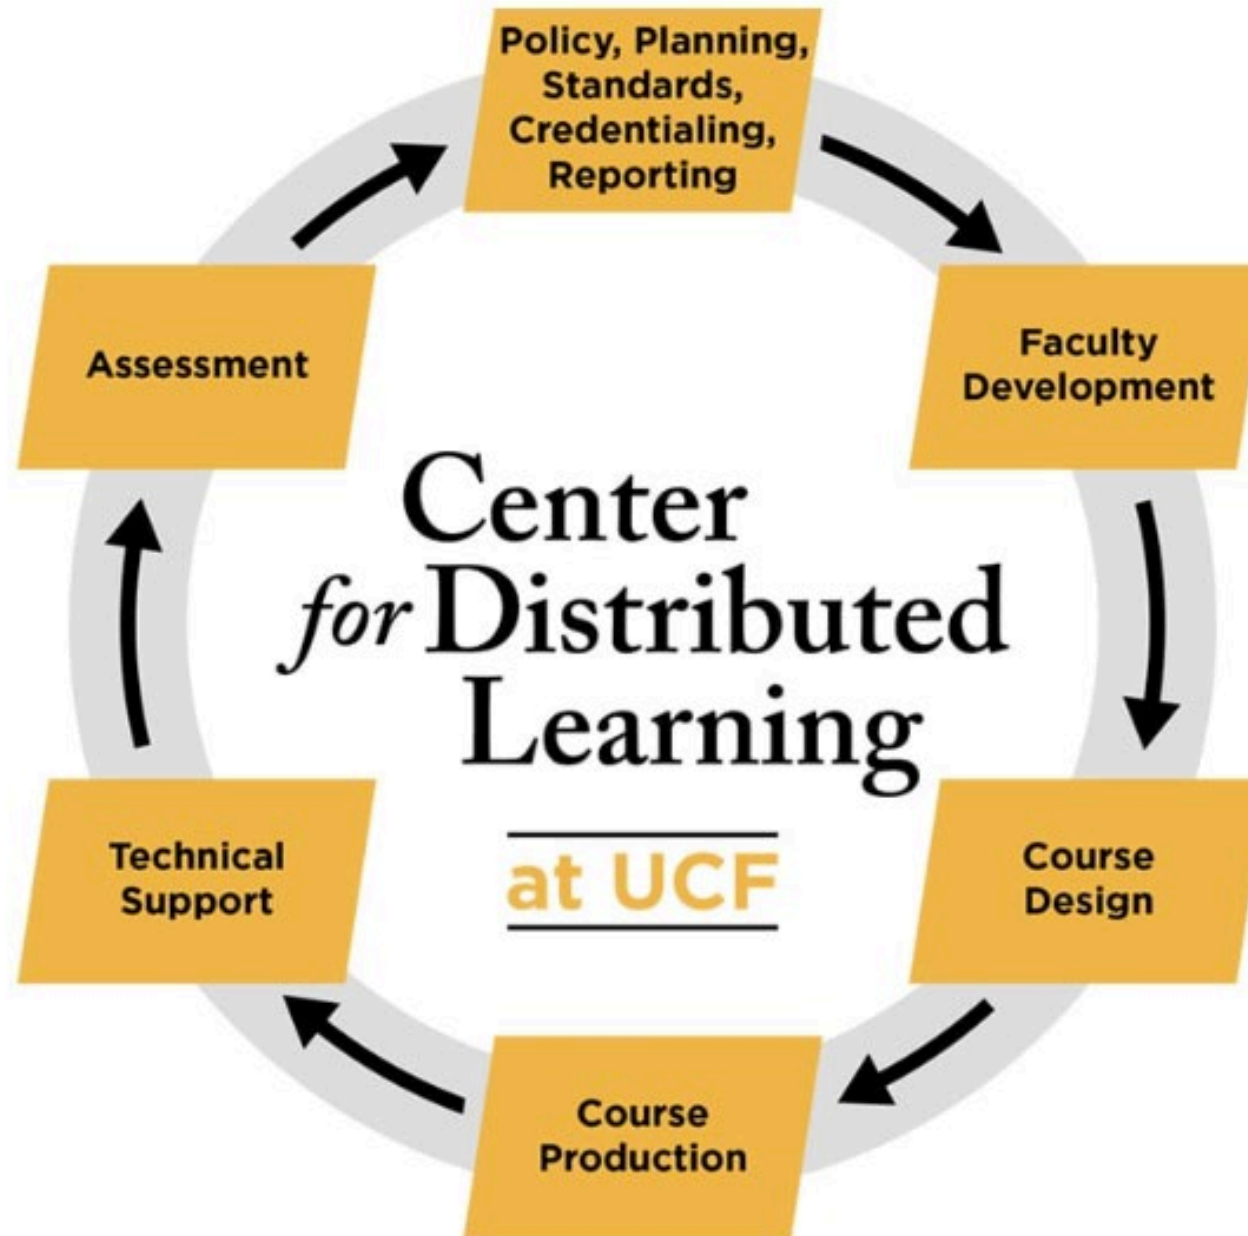 Policy, Planning,
Standards,
Credentialing,
Reporting
Faculty
Development
Course
Design
Course
Production
Technical
Support
Assessment
Center
for Distributed
Learning
at UCF